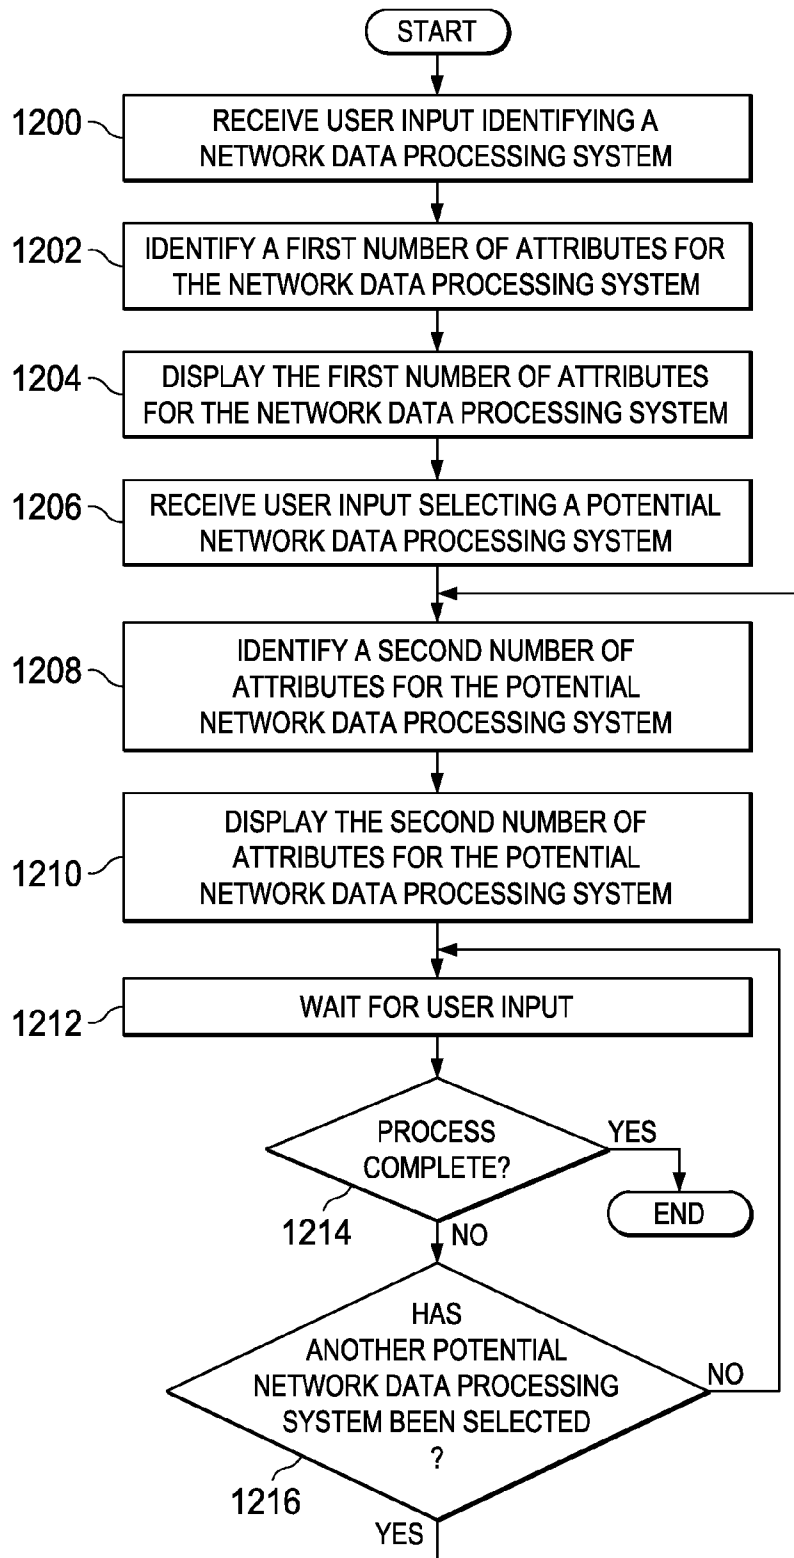 START
1200
RECEIVE USER INPUT IDENTIFYING A
NETWORK DATA PROCESSING SYSTEM
1202
IDENTIFY A FIRST NUMBER OF ATTRIBUTES FOR
THE NETWORK DATA PROCESSING SYSTEM
1204
DISPLAY THE FIRST NUMBER OF ATTRIBUTES
FOR THE NETWORK DATA PROCESSING SYSTEM
1206
RECEIVE USER INPUT SELECTING A POTENTIAL
NETWORK DATA PROCESSING SYSTEM
1208
IDENTIFY A SECOND NUMBER OF
ATTRIBUTES FOR THE POTENTIAL
NETWORK DATA PROCESSING SYSTEM
1210
DISPLAY THE SECOND NUMBER OF
ATTRIBUTES FOR THE POTENTIAL
NETWORK DATA PROCESSING SYSTEM
1212
WAIT FOR USER INPUT
PROCESS
COMPLETE?
YES
END
1214
NO
HAS
ANOTHER POTENTIAL
NETWORK DATA PROCESSING
SYSTEM BEEN SELECTED
?
NO
1216
YES